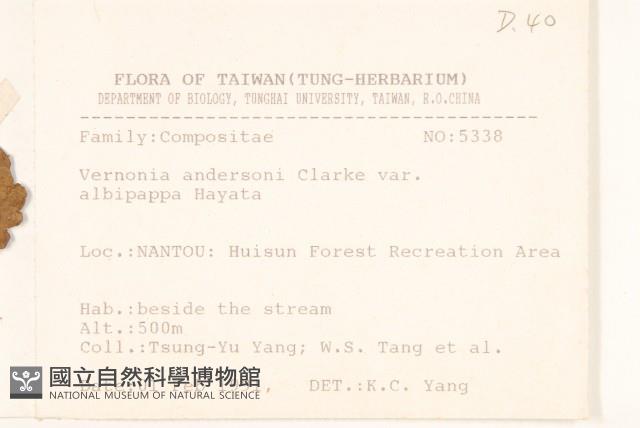 D.40
FLORA OF TAIWAN(TUNG-HERBARIUM)
DEPARTMENT OF BIOLOGY, TUNGHAI UNIVERSITY, TAIWAN, R.O.CHINA
Family:Compositae NO:5338
Vernonia andersoni Clarke var.
albipappa Hayata
Loc.:NANTOU: Huisun Forest Recreation Area
Hab.:beside the stream
Alt.:500m
Coll.:Tsung-Yu Yang; W.S. Tang et al.
DET.:K.C. Yang
國立自然科學博物館
NATIONAL MUSEUM OF NATURAL SCIENCE